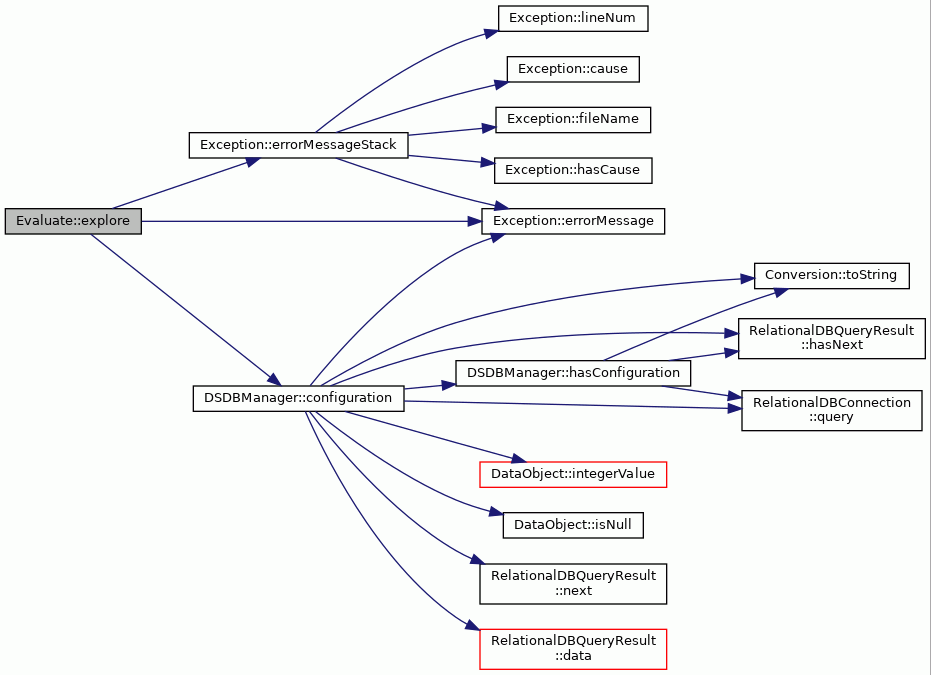 Exception::lineNum
Exception::cause
Exception::fileName
Exception::errorMessageStack
Exception::hasCause
Evaluate::explore
Exception::errorMessage
Conversion::toString
RelationalDBQueryResult
::hasNext
DSDBManager::hasConfiguration
DSDBManager::configuration
RelationalDBConnection
::query
DataObject::integerValue
DataObject::isNull
RelationalDBQueryResult
::next
RelationalDBQueryResult
::data